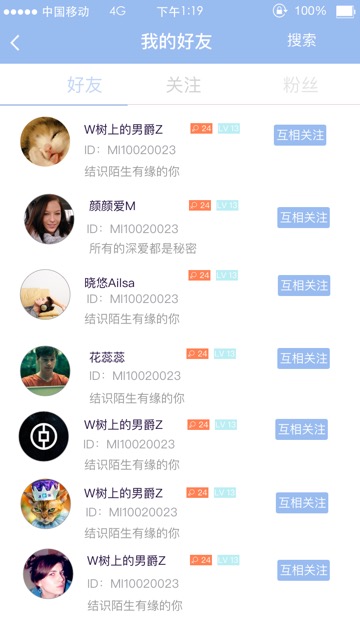 中国移动 4G 下午1:19 100%
我的好友 搜索
好友 关注 粉丝
W树上的男爵Z 24 LV 13
互相关注
ID：MI10020023
结识陌生有缘的你
颜颜爱M 24 LV 13
互相关注
ID：MI10020023
所有的深爱都是秘密
晓悠Ailsa 24 LV 13
互相关注
ID：MI10020023
结识陌生有缘的你
花蕊蕊 24 LV 13
互相关注
ID：MI10020023
结识陌生有缘的你
W树上的男爵Z 24 LV 13
互相关注
ID：MI10020023
结识陌生有缘的你
W树上的男爵Z 24 LV 13
互相关注
ID：MI10020023
结识陌生有缘的你
W树上的男爵Z 24 LV 13
互相关注
ID：MI10020023
结识陌生有缘的你